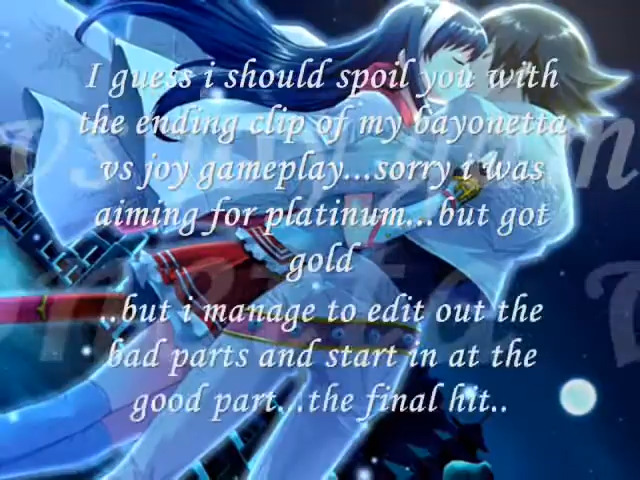 I guess i should spoil you with
the ending clip of my bayonetta
vs joy gameplay...sorry i was
aiming for platinum...but got
gold
..but i manage to edit out the
bad parts and start in at the
good part...the final hit..